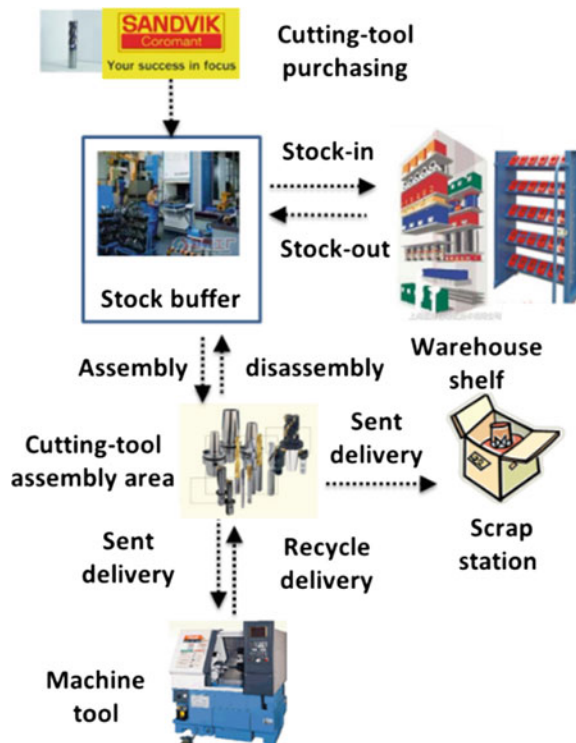 SANDVIK
Coromant
Your success in focus
Cutting-tool
purchasing
Stock-in
Stock-out
Stock buffer
Warehouse
shelf
Assembly
disassembly
Cutting-tool
assembly area
Sent
delivery
Scrap
station
Sent
delivery
Recycle
delivery
Machine
tool